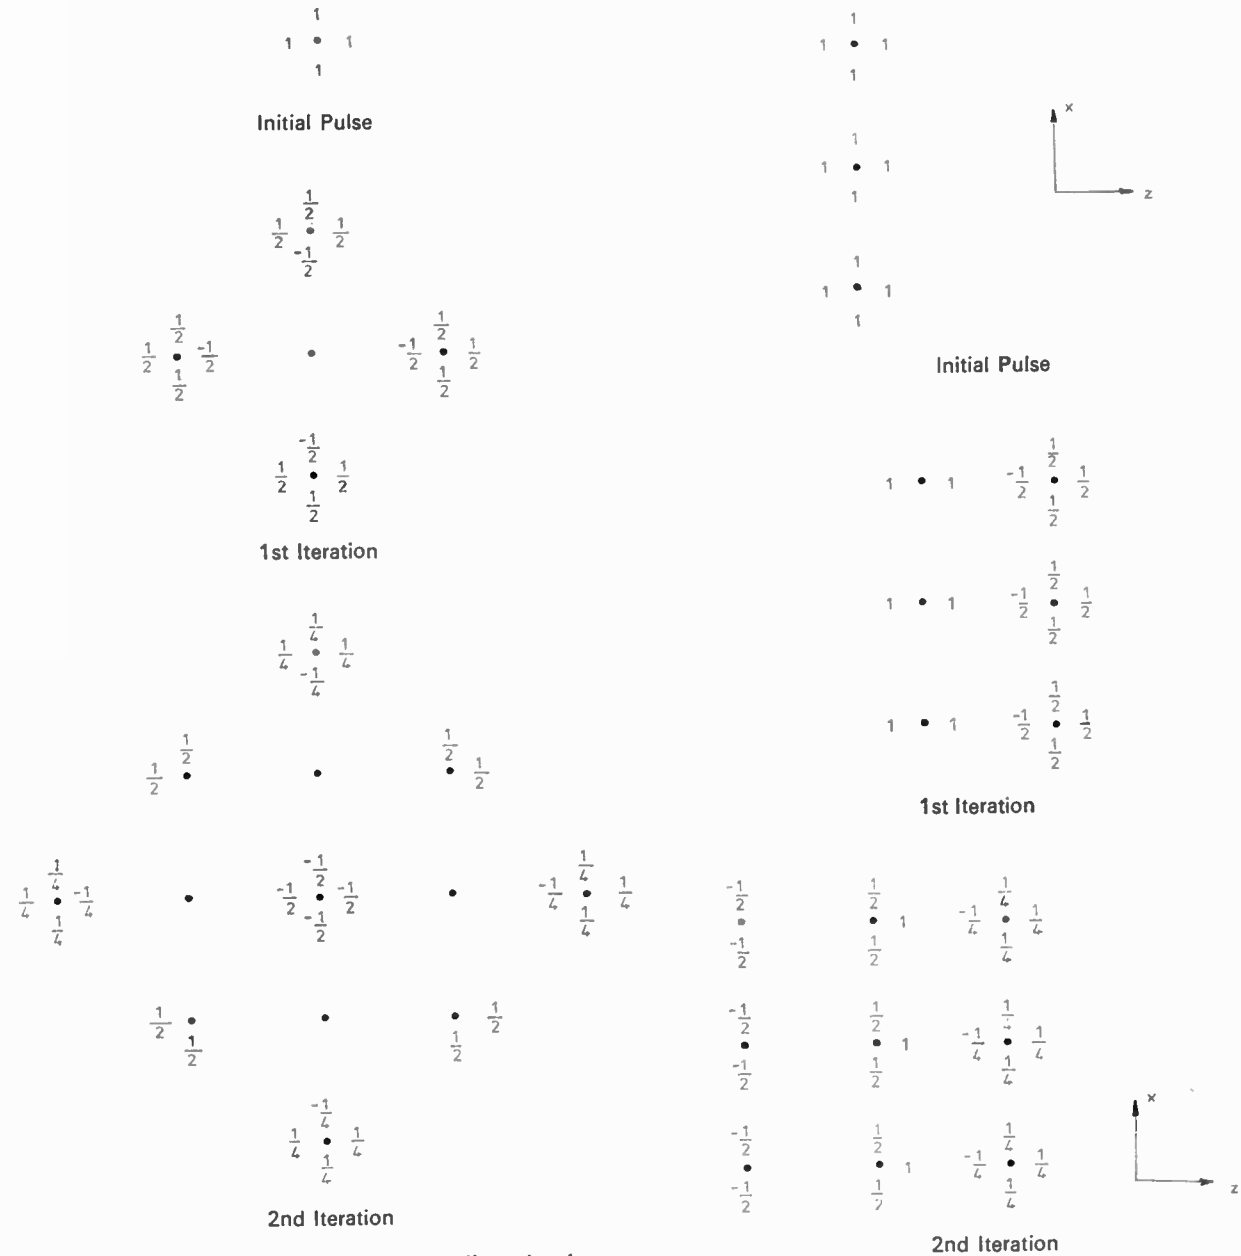 1
1 1
1
Initial Pulse
1/2
1/2 1/2
-1/2
1/2 1/2
1/2 -1/2 -1/2 1/2
1/2 1/2
-1/2
1/2 1/2
1/2
1st Iteration
1/4
1/4 1/4
-1/4
1/2 1/2
1/2 1/2
1/4 -1/2 1/4
1/4 -1/4 -1/2 -1/2 -1/4 1/4
1/4 -1/2 1/4
1/2 1/2
1/2 1/2
-1/4
1/4 1/4
1/4
2nd Iteration
1
1 1
1
x
z
1
1 1
1
1
1 1
1
Initial Pulse
1/2
1 1 -1/2 1/2
1/2
1/2
1 1 -1/2 1/2
1/2
1/2
1 1 -1/2 1/2
1/2
1st Iteration
-1/2 1/2 1/4
1 -1/4 1/4
-1/2 1/2 1/4
-1/2 1/2 1/4
1 -1/4 1/4
-1/2 1/2 1/4
-1/2 1/2 1/4
1 -1/4 1/4
-1/2 1/2 1/4
x
z
2nd Iteration